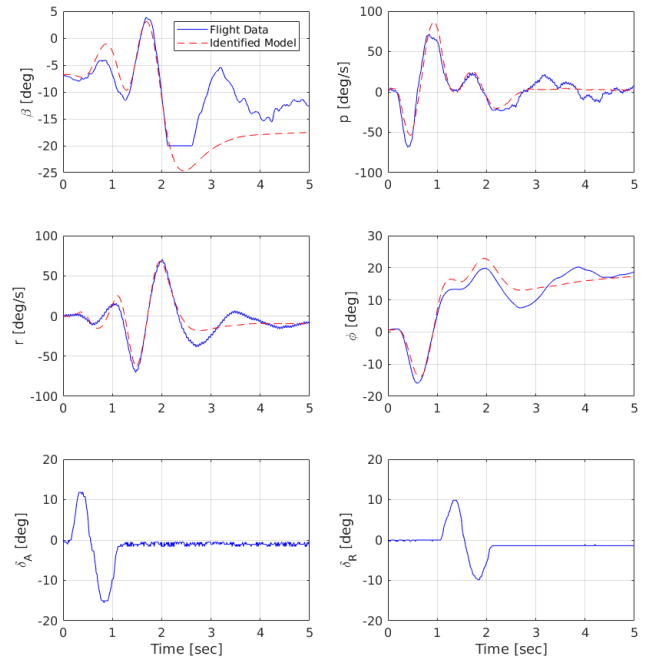 β [deg]
5
0
-5
-10
-15
-20
-25
0 1 2 3 4 5
Flight Data
Identified Model
p [deg/s]
100
50
0
-50
-100
0 1 2 3 4 5
r [deg/s]
100
50
0
-50
-100
0 1 2 3 4 5
ϕ [deg]
30
20
10
0
10
20
0 1 2 3 4 5
δA [deg]
20
10
0
-10
-20
0 1 2 3 4 5
Time [sec]
δR [deg]
20
10
0
-10
-20
0 1 2 3 4 5
Time [sec]